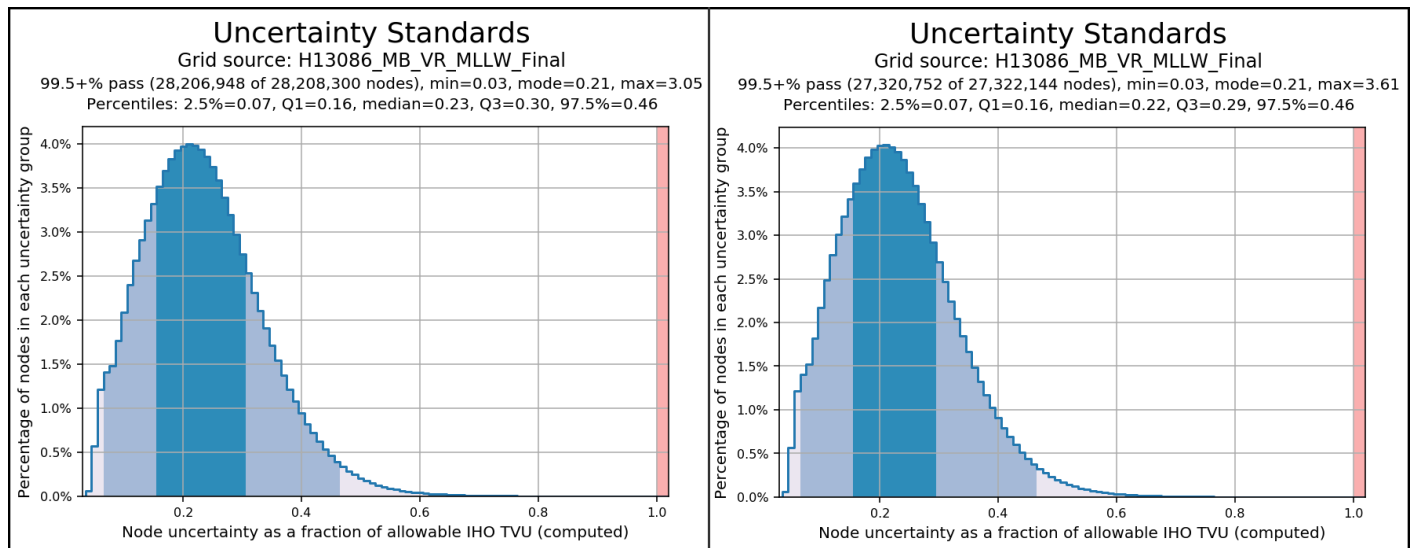 Uncertainty Standards
Grid source: H13086_MB_VR_MLLW_Final
99.5+% pass (28,206,948 of 28,208,300 nodes), min=0.03, mode=0.21, max=3.05
Percentiles: 2.5%=0.07, Q1=0.16, median=0.23, Q3=0.30, 97.5%=0.46
Percentage of nodes in each uncertainty group
4.0%
3.5%
3.0%
2.5%
2.0%
1.5%
1.0%
0.5%
0.0%
0.2 0.4 0.6 0.8 1.0
Node uncertainty as a fraction of allowable IHO TVU (computed)
Uncertainty Standards
Grid source: H13086_MB_VR_MLLW_Final
99.5+% pass (27,320,752 of 27,322,144 nodes), min=0.03, mode=0.21, max=3.61
Percentiles: 2.5%=0.07, Q1=0.16, median=0.22, Q3=0.29, 97.5%=0.46
Percentage of nodes in each uncertainty group
4.0%
3.5%
3.0%
2.5%
2.0%
1.5%
1.0%
0.5%
0.0%
0.2 0.4 0.6 0.8 1.0
Node uncertainty as a fraction of allowable IHO TVU (computed)